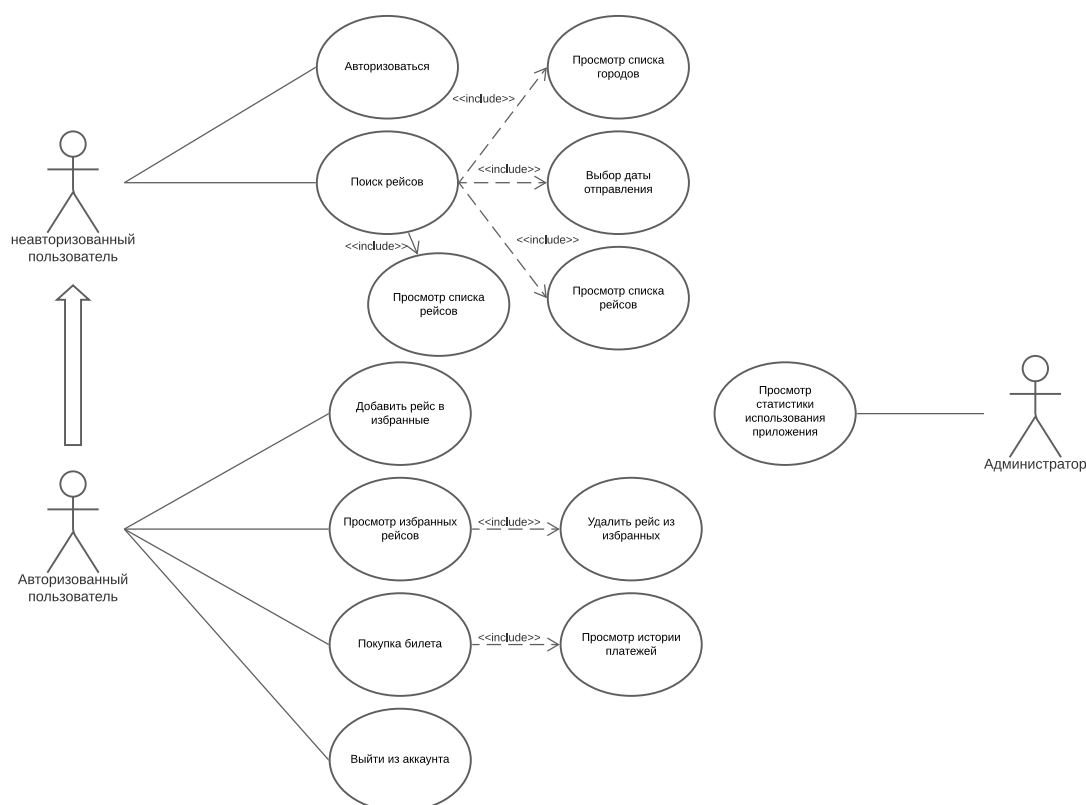 Авторизоваться
Просмотр списка
городов
<<include>>
Поиск рейсов
<<include>>
Выбор даты
отправления
неавторизованный
пользователь
<<include>>
<<include>>
Просмотр списка
рейсов
Просмотр списка
рейсов
Добавить рейс в
избранные
Просмотр
статистики
использования
приложения
Администратор
Авторизованный
пользователь
Просмотр избранных
рейсов
<<include>>
Удалить рейс из
избранных
Покупка билета
<<include>>
Просмотр истории
платежей
Выйти из аккаунта